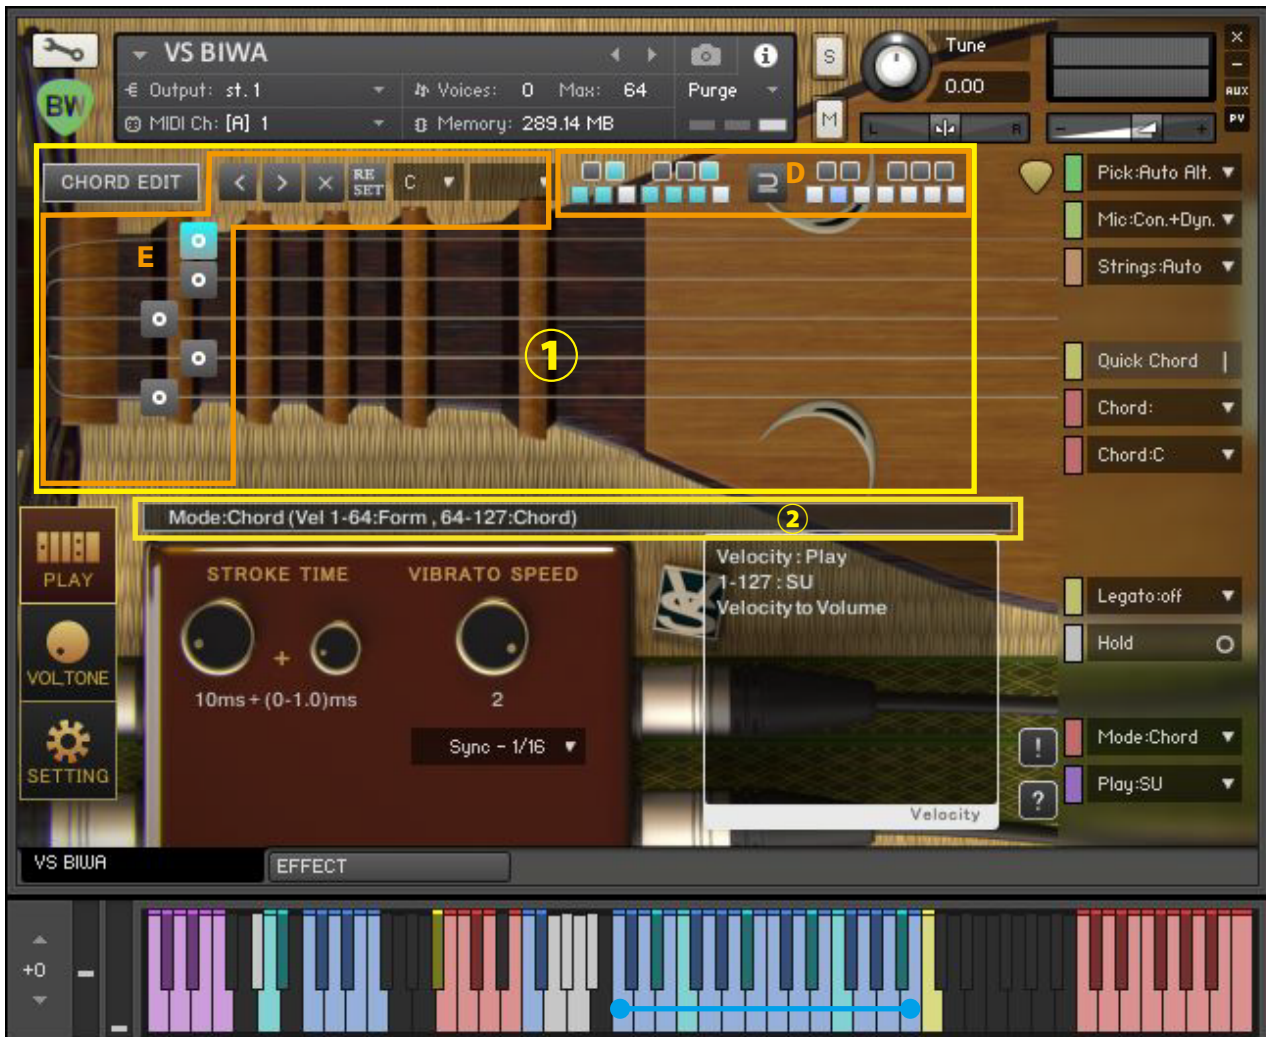 VS BIWA
S
Tune
×
Output: st.1
Voices: 0 Max: 64
Purge
0.00
AUX
BW
MIDI Ch: [A] 1
Memory: 289.14 MB
M
L
R
PV
CHORD EDIT
< > ×
RE
SET
C
D
Pick:Auto Alt.
Mic:Con.+Dyn.
E
Strings:Auto
①
Quick Chord
Chord:
Chord:C
Mode:Chord (Vel 1-64:Form , 64-127:Chord)
②
PLAY
STROKE TIME
VIBRATO SPEED
Velocity : Play
1-127 : SU
Velocity to Volume
Legato:off
+
Hold
VOL,TONE
10ms + (0-1.0)ms
2
Sync - 1/16
!
Mode:Chord
SETTING
?
Play:SU
Velocity
VS BIWA
EFFECT
+0